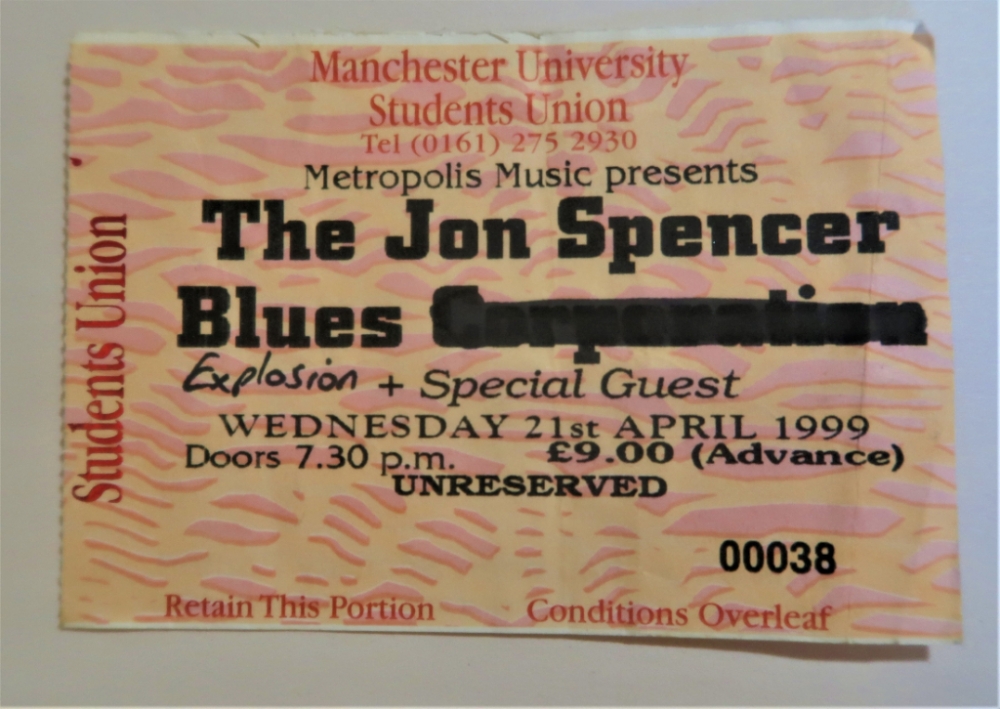 Manchester University
Students Union
Tel (0161) 275 2930
Metropolis Music presents
The Jon Spencer
Blues Corporation
Explosion + Special Guest
WEDNESDAY 21st APRIL 1999
Doors 7.30 p.m. £9.00 (Advance)
UNRESERVED
00038
Retain This Portion Conditions Overleaf
Students Union